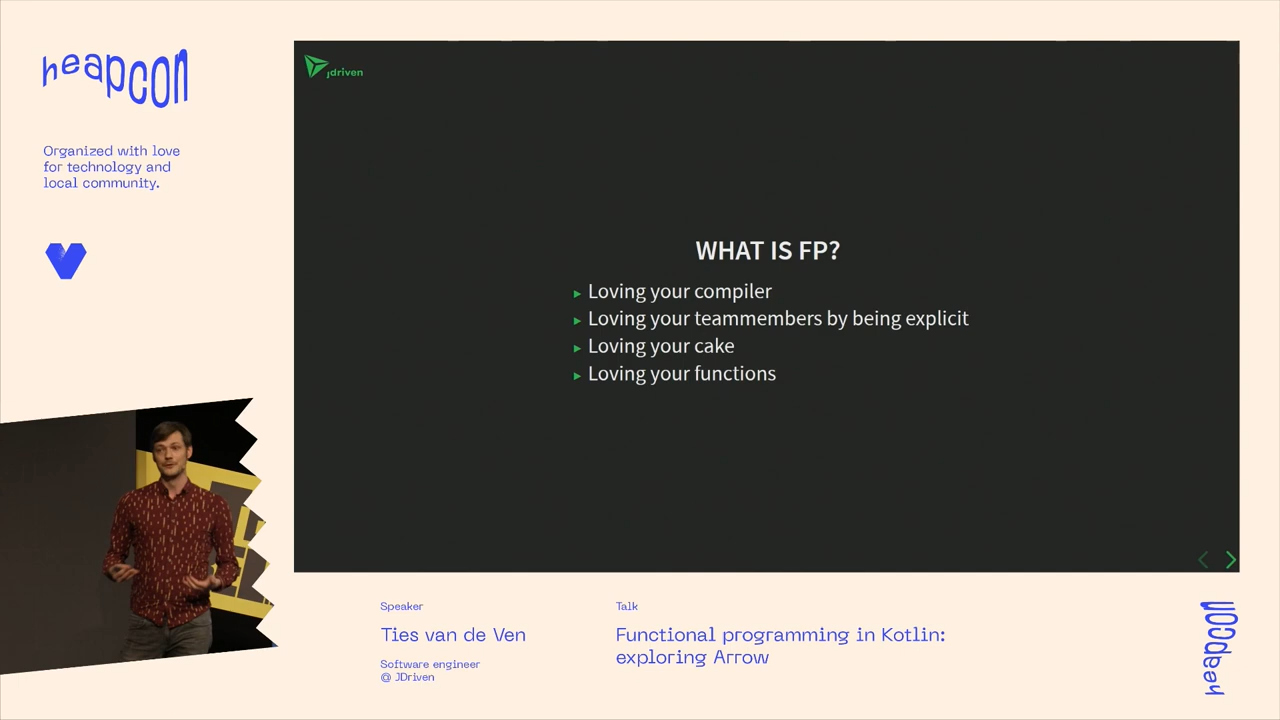 heapcon
Organized with love
for technology and
local community.
jdriven
WHAT IS FP?
Loving your compiler
Loving your teammembers by being explicit
Loving your cake
Loving your functions
Speaker
Ties van de Ven
Software engineer
@ JDriven
Talk
Functional programming in Kotlin:
exploring Arrow
heapcon